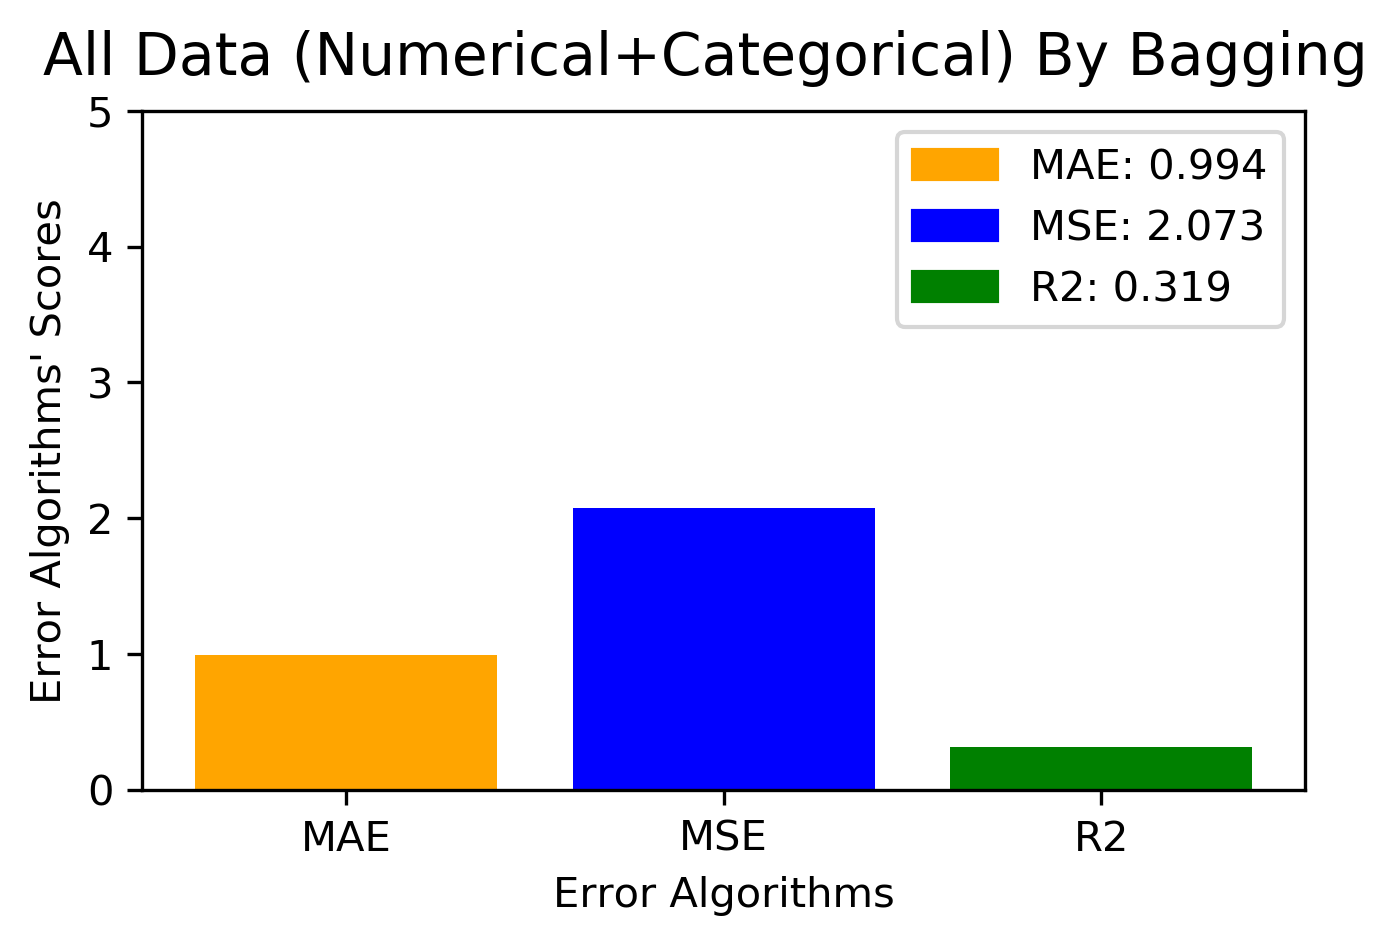 All Data (Numerical+Categorical) By Bagging
5
4
3
2
1
0
Error Algorithms' Scores
MAE: 0.994
MSE: 2.073
R2: 0.319
MAE
MSE
R2
Error Algorithms